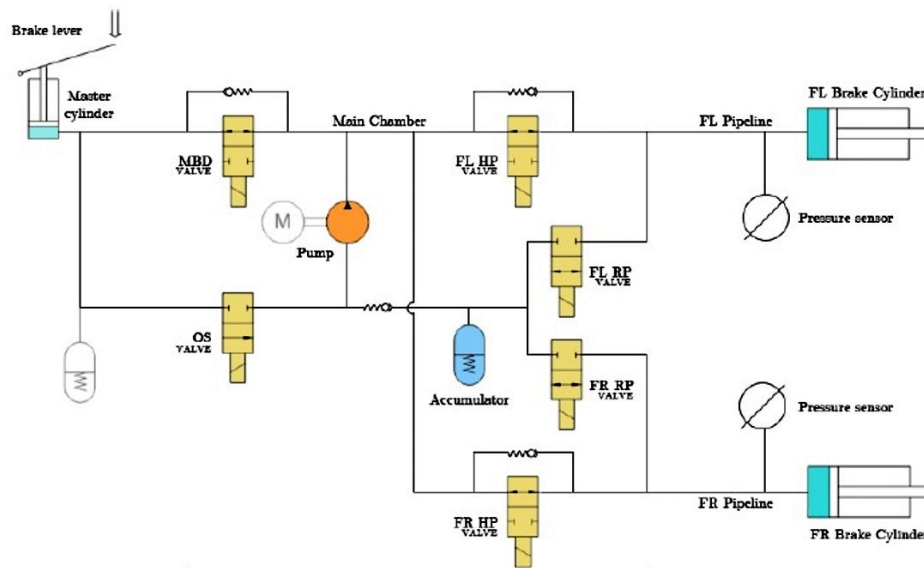 Brake lever
Master
cylinder
MBD
VALVE
Main Chamber
FL HP
VALVE
FL Pipeline
FL Brake Cylinder
M
Pump
Pressure sensor
FL RP
VALVE
OS
VALVE
Accumulator
FR RP
VALVE
Pressure sensor
FR HP
VALVE
FR Pipeline
FR Brake Cylinder